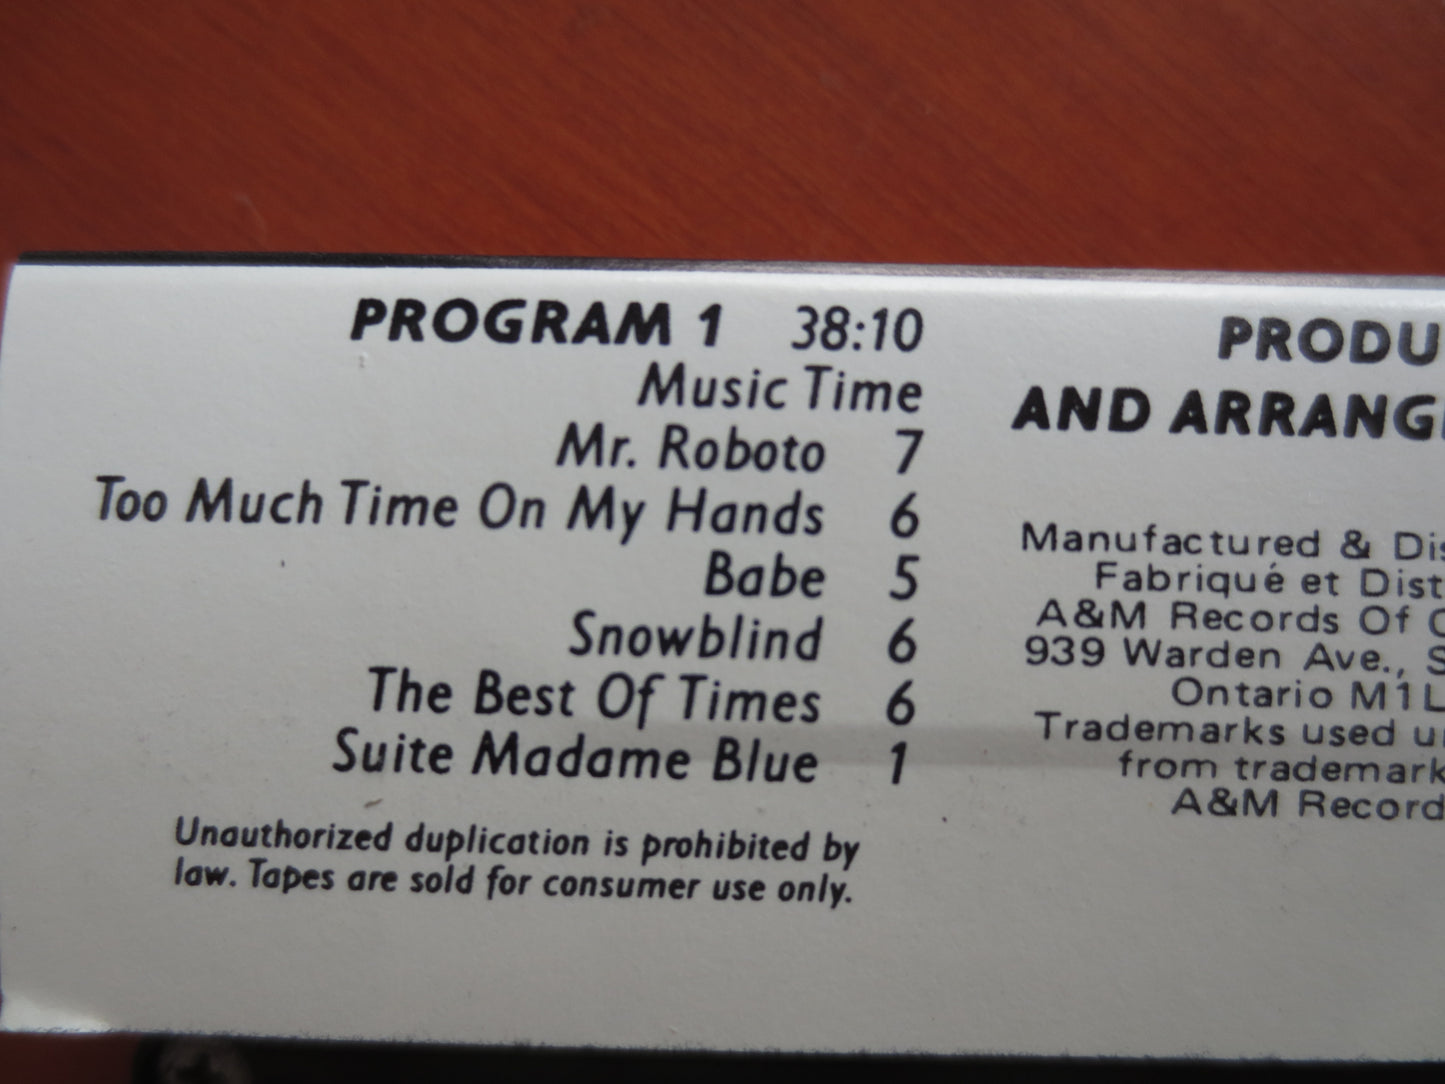 PROGRAM 1 38:10
Music Time
Mr. Roboto 7
Too Much Time On My Hands 6
Babe 5
Snowblind 6
The Best Of Times 6
Suite Madame Blue 1
Unauthorized duplication is prohibited by
law. Tapes are sold for consumer use only.
PRODU
AND ARRANG
Manufactured & Dis
Fabriqué et Dist
A&M Records Of C
939 Warden Ave., S
Ontario M1L
Trademarks used u
from trademark
A&M Record